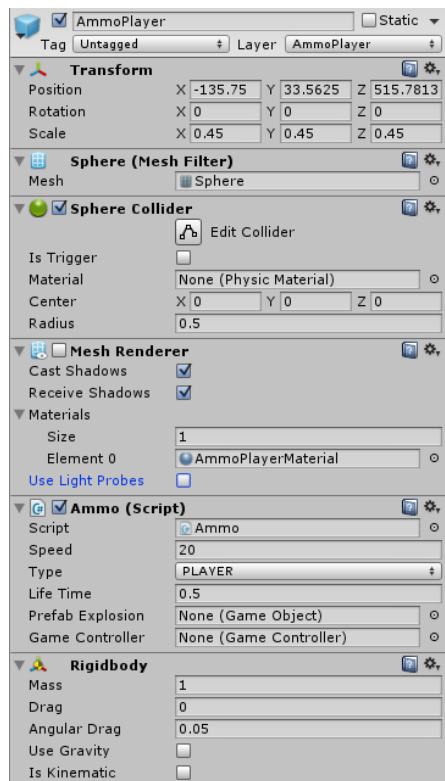 AmmoPlayer Static
Tag Untagged Layer AmmoPlayer
Transform
Position X -135.75 Y 33.5625 Z 515.7813
Rotation X 0 Y 0 Z 0
Scale X 0.45 Y 0.45 Z 0.45
Sphere (Mesh Filter)
Mesh Sphere
Sphere Collider
Edit Collider
Is Trigger
Material None (Physic Material)
Center X 0 Y 0 Z 0
Radius 0.5
Mesh Renderer
Cast Shadows
Receive Shadows
Materials
Size 1
Element 0 AmmoPlayerMaterial
Use Light Probes
Ammo (Script)
Script Ammo
Speed 20
Type PLAYER
Life Time 0.5
Prefab Explosion None (Game Object)
Game Controller None (Game Controller)
Rigidbody
Mass 1
Drag 0
Angular Drag 0.05
Use Gravity
Is Kinematic